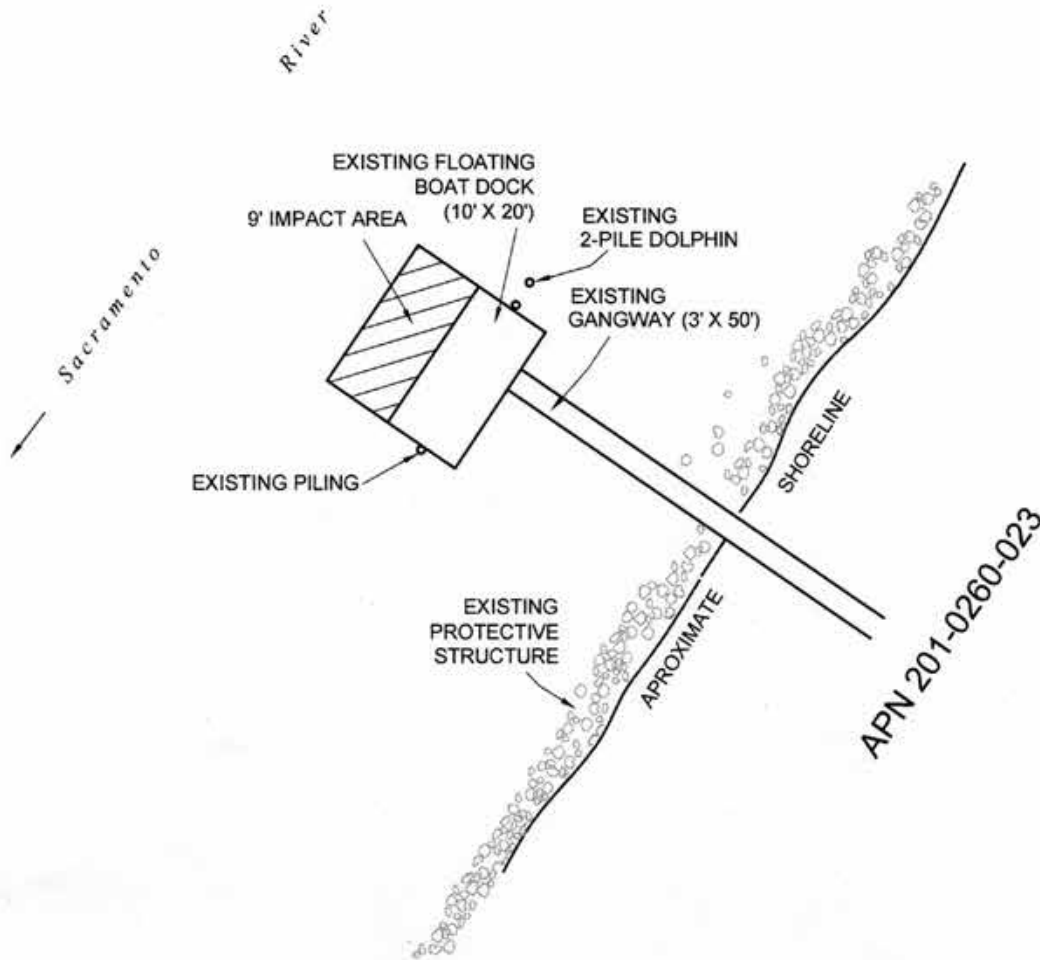 River
Sacramento
EXISTING FLOATING
BOAT DOCK
(10' X 20')
9' IMPACT AREA
EXISTING
2-PILE DOLPHIN
EXISTING
GANGWAY (3' X 50')
EXISTING PILING
SHORELINE
APROXIMATE
EXISTING
PROTECTIVE
STRUCTURE
APN 201-0260-023